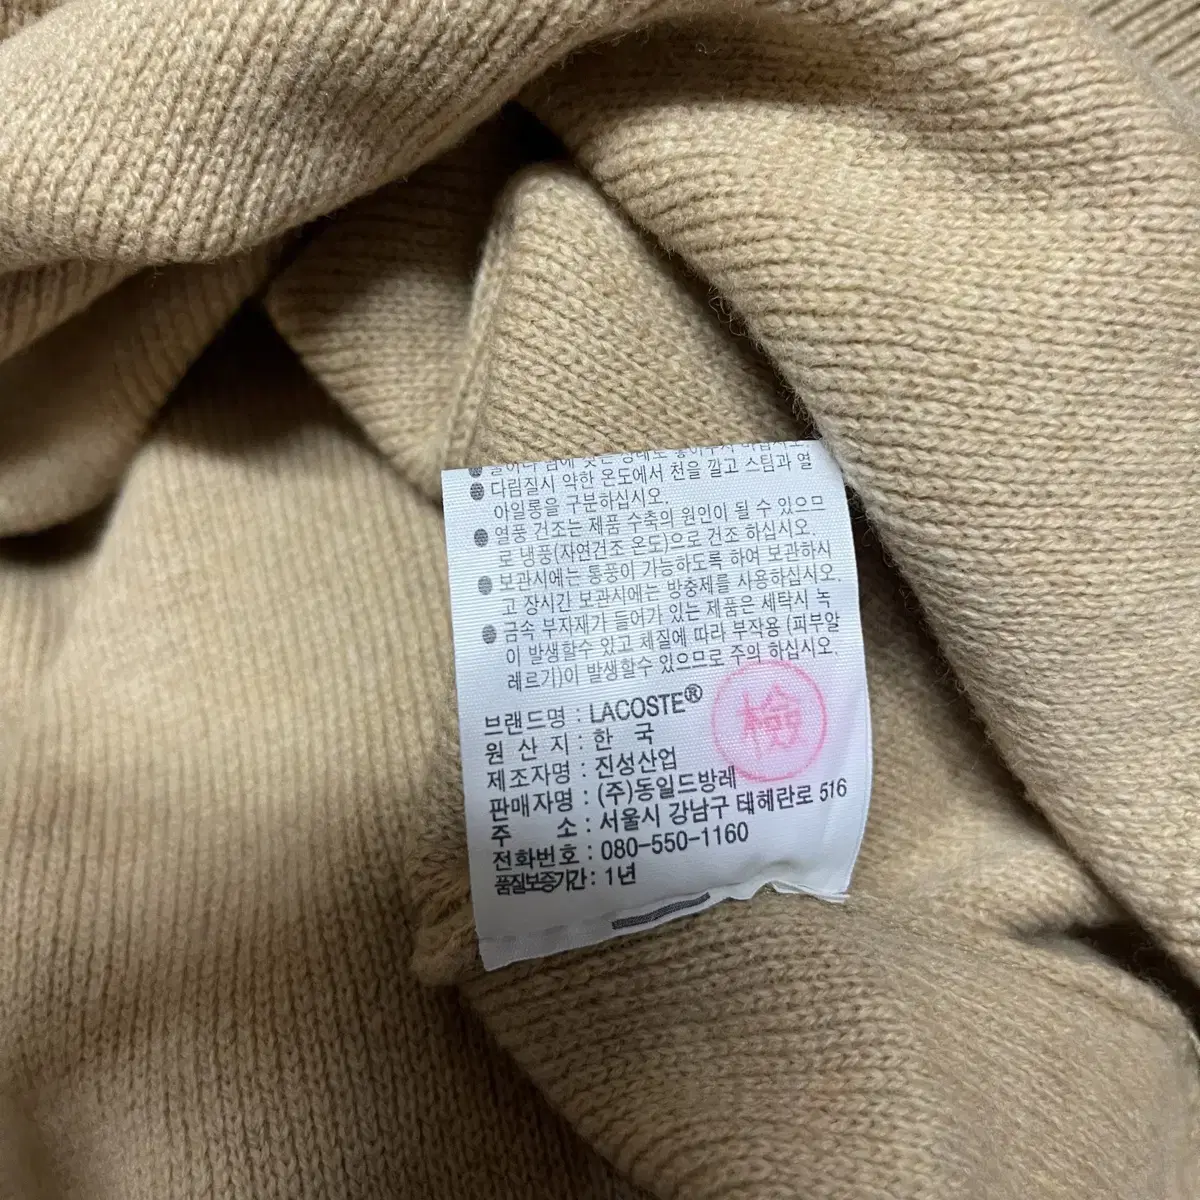 다림질시 약한 온도에서 천을 깔고 스팀과 열
아일롱을 구분하십시오.
열풍 건조는 제품 수축의 원인이 될 수 있으므
로 냉풍(자연건조 온도)으로 건조 하십시오.
보관시에는 통풍이 가능하도록 하여 보관하시
고 장시간 보관시에는 방충제를 사용하십시오.
금속 부자재가 들어가 있는 제품은 세탁시 녹
이 발생할수 있고 체질에 따라 부작용 (피부알
레르기)이 발생할수 있으므로 주의 하십시오.
브랜드명 : LACOSTE®
원 산 지 : 한 국
제조자명 : 진성산업
판매자명 : (주)동일드방레
주 소 : 서울시 강남구 테헤란로 516
전화번호 : 080-550-1160
품질보증기간 : 1년
檢